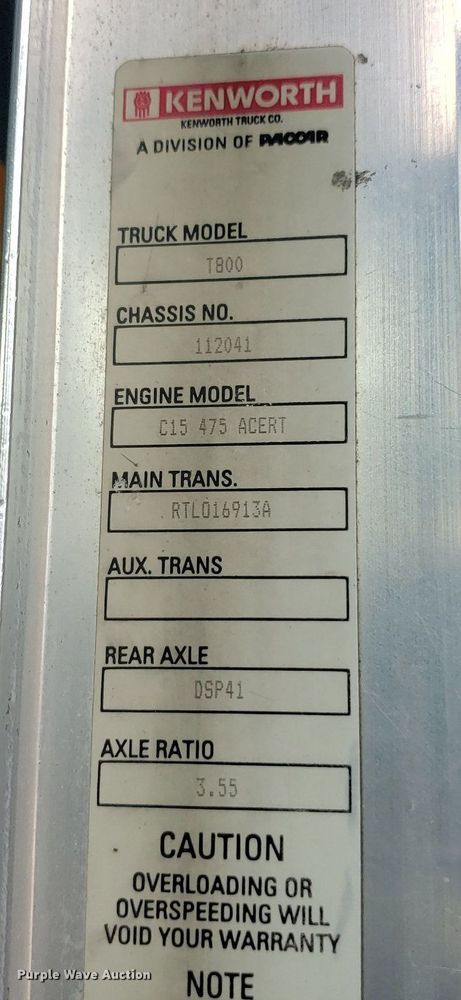 KENWORTH
KENWORTH TRUCK CO.
A DIVISION OF PACCAR
TRUCK MODEL
T800
CHASSIS NO.
112041
ENGINE MODEL
C15 475 ACERT
MAIN TRANS.
RTLO16913A
AUX. TRANS
REAR AXLE
DSP41
AXLE RATIO
3.55
CAUTION
OVERLOADING OR
OVERSPEEDING WILL
VOID YOUR WARRANTY
NOTE
Purple Wave Auction